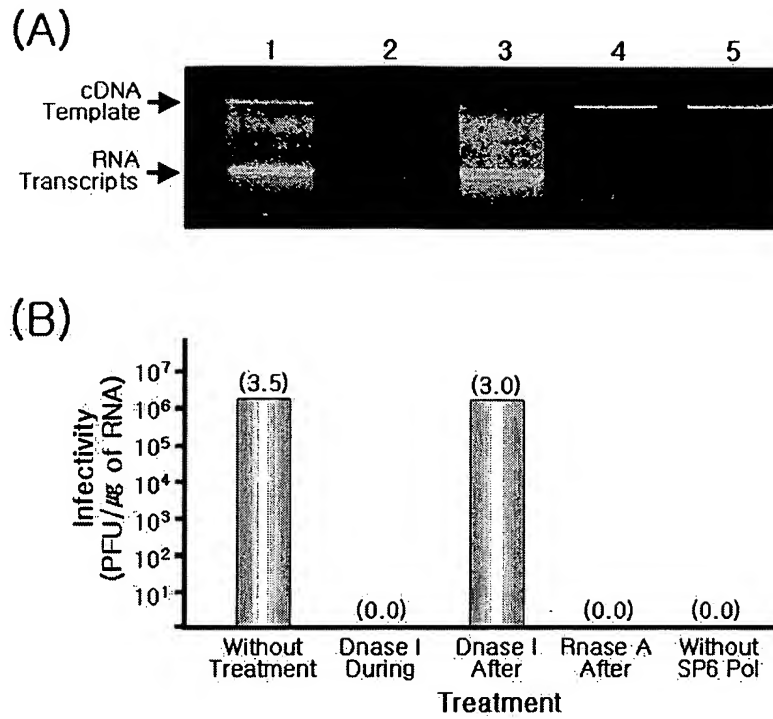 (A)
1 2 3 4 5
cDNA
Template
RNA
Transcripts
(B)
Infectivity
(PFU/㎍ of RNA)
10⁷
10⁶
10⁵
10⁴
10³
10²
10¹
(3.5) (0.0) (3.0) (0.0) (0.0)
Without
Treatment
Dnase I
During
Dnase I
After
Rnase A
After
Without
SP6 Pol
Treatment